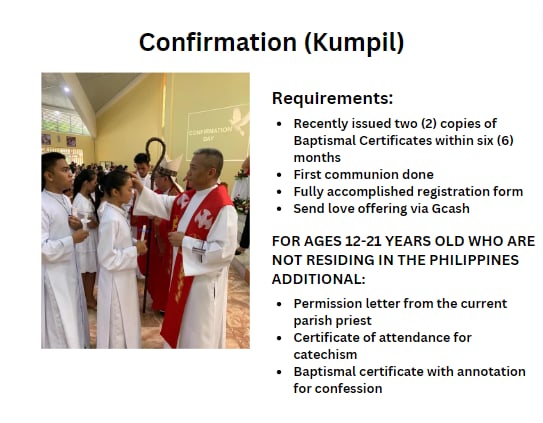 Confirmation (Kumpil)
CONFIRMATION
DAY
Requirements:
Recently issued two (2) copies of
Baptismal Certificates within six (6)
months
First communion done
Fully accomplished registration form
Send love offering via Gcash
FOR AGES 12-21 YEARS OLD WHO ARE
NOT RESIDING IN THE PHILIPPINES
ADDITIONAL:
Permission letter from the current
parish priest
Certificate of attendance for
catechism
Baptismal certificate with annotation
for confession